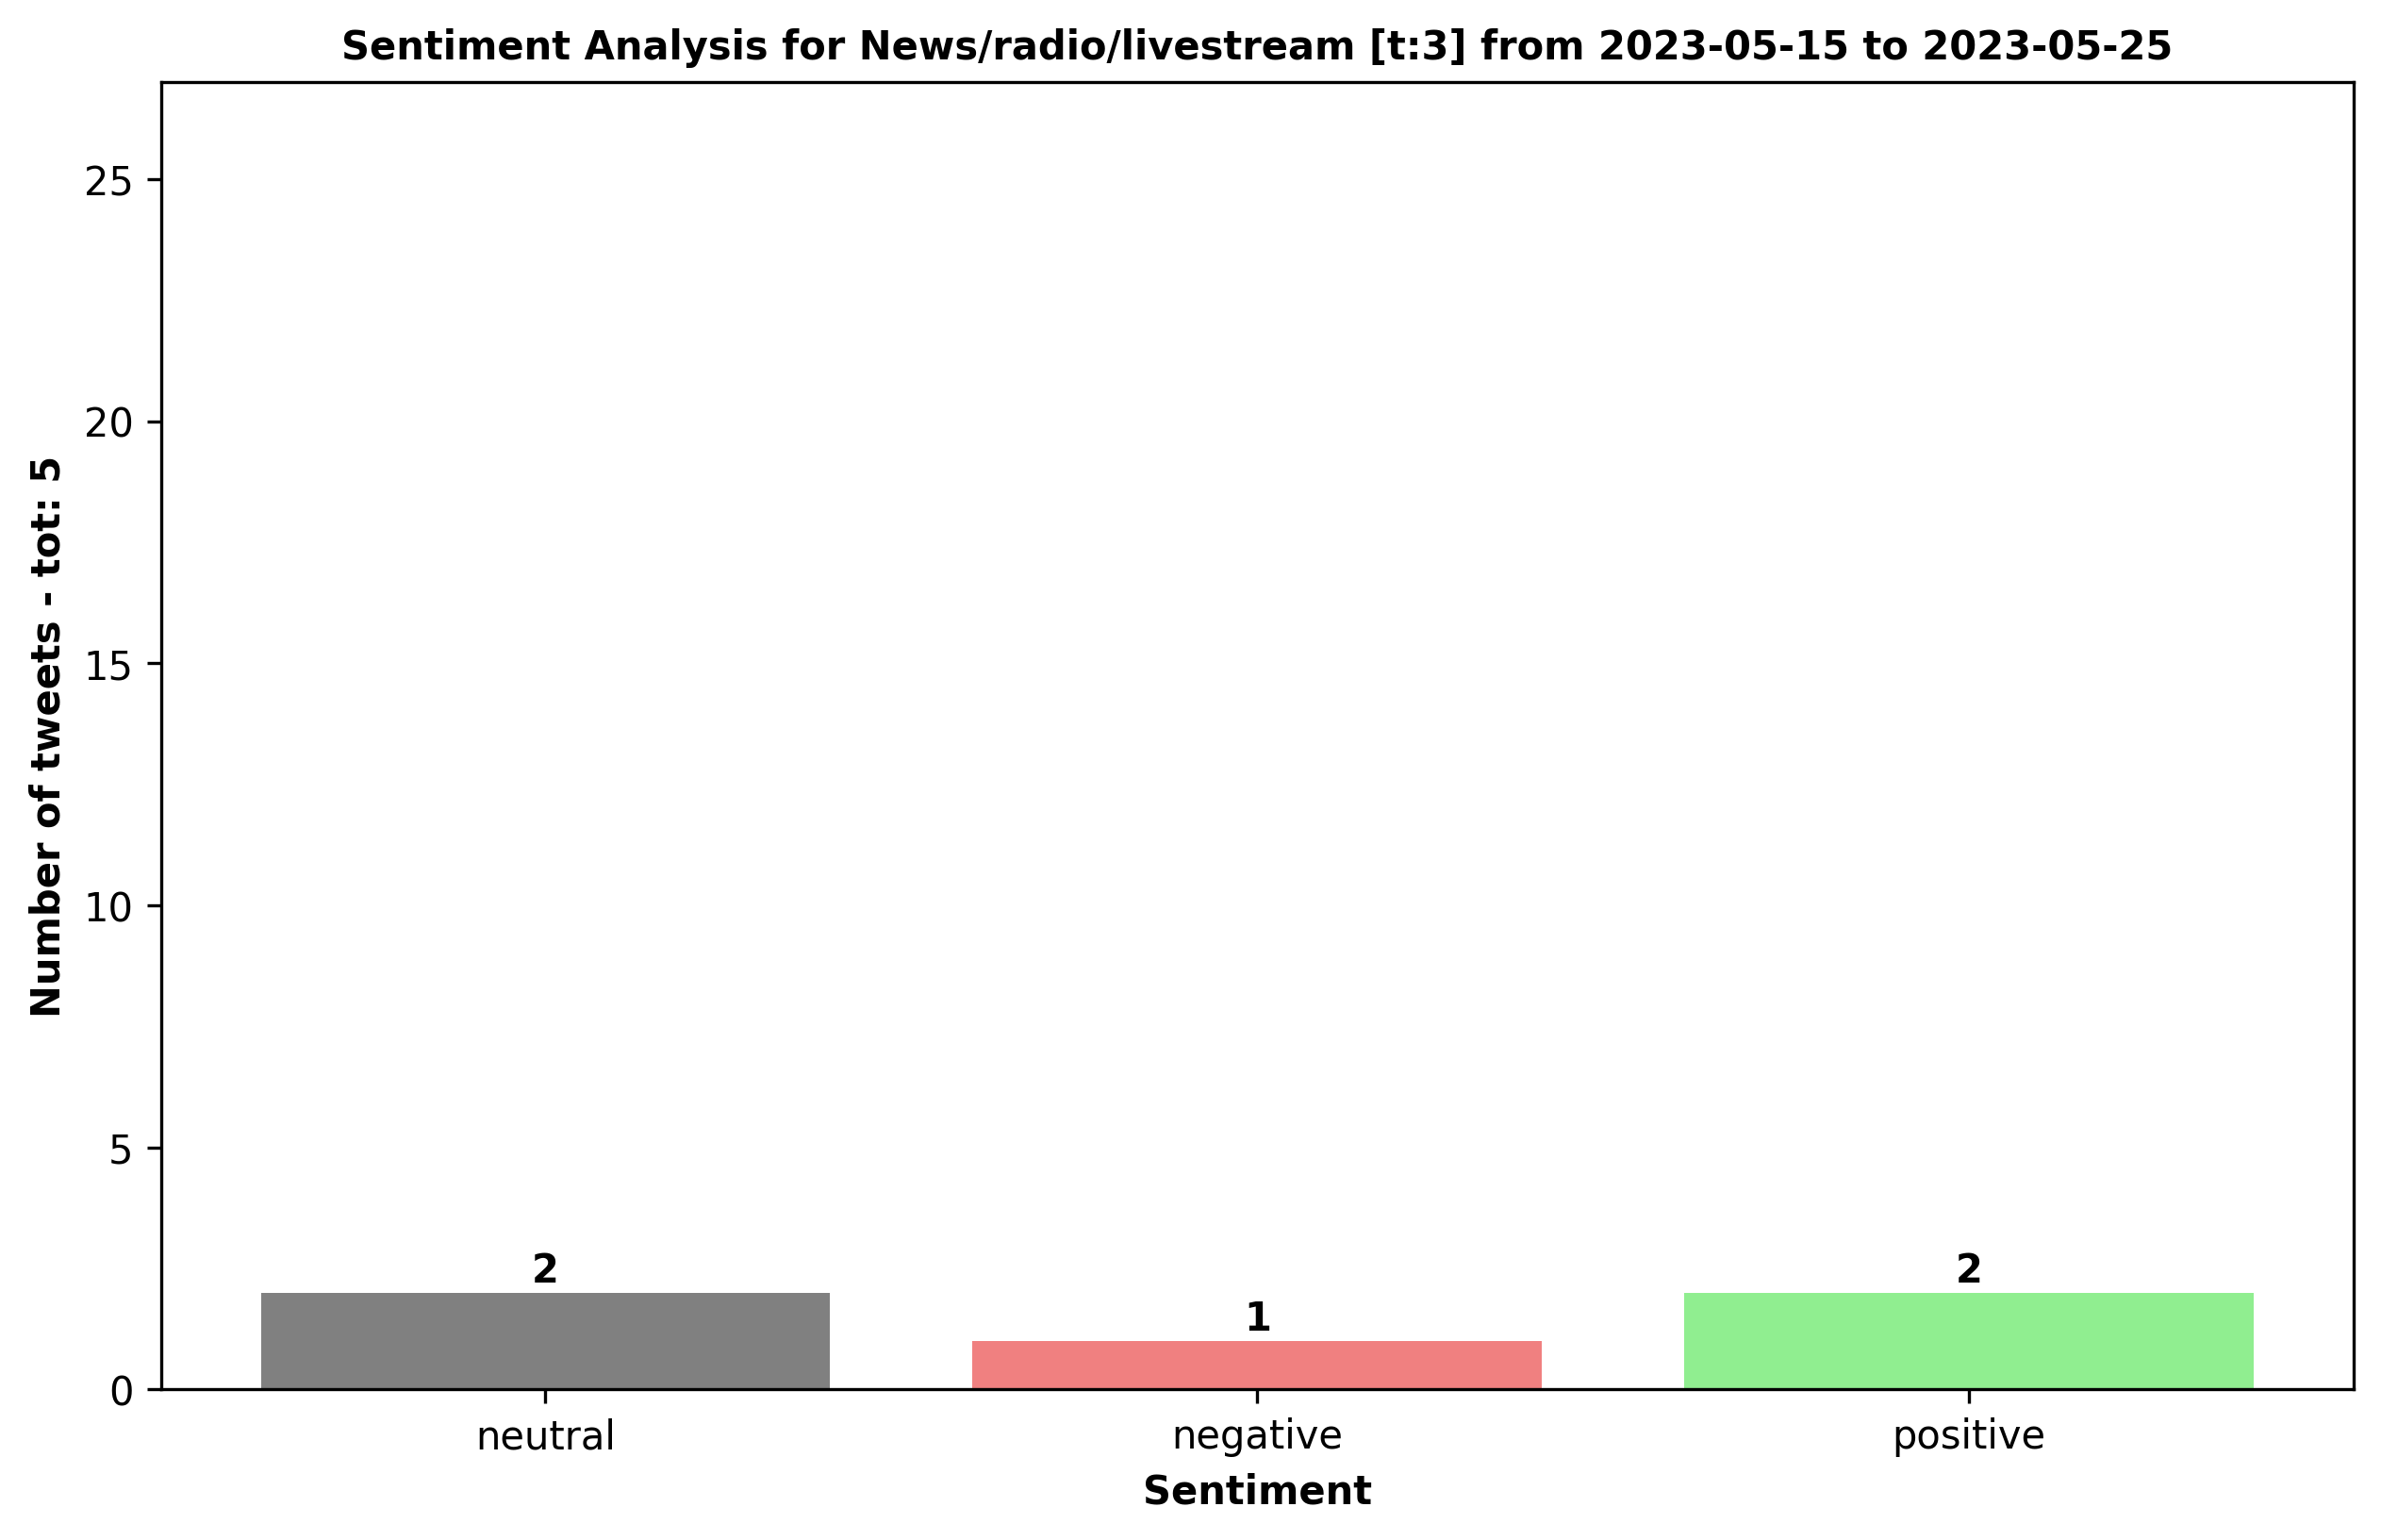 Sentiment Analysis for News/radio/livestream [t:3] from 2023-05-15 to 2023-05-25
Number of tweets - tot: 5
25
20
15
10
5
0
2
1
2
neutral
negative
positive
Sentiment